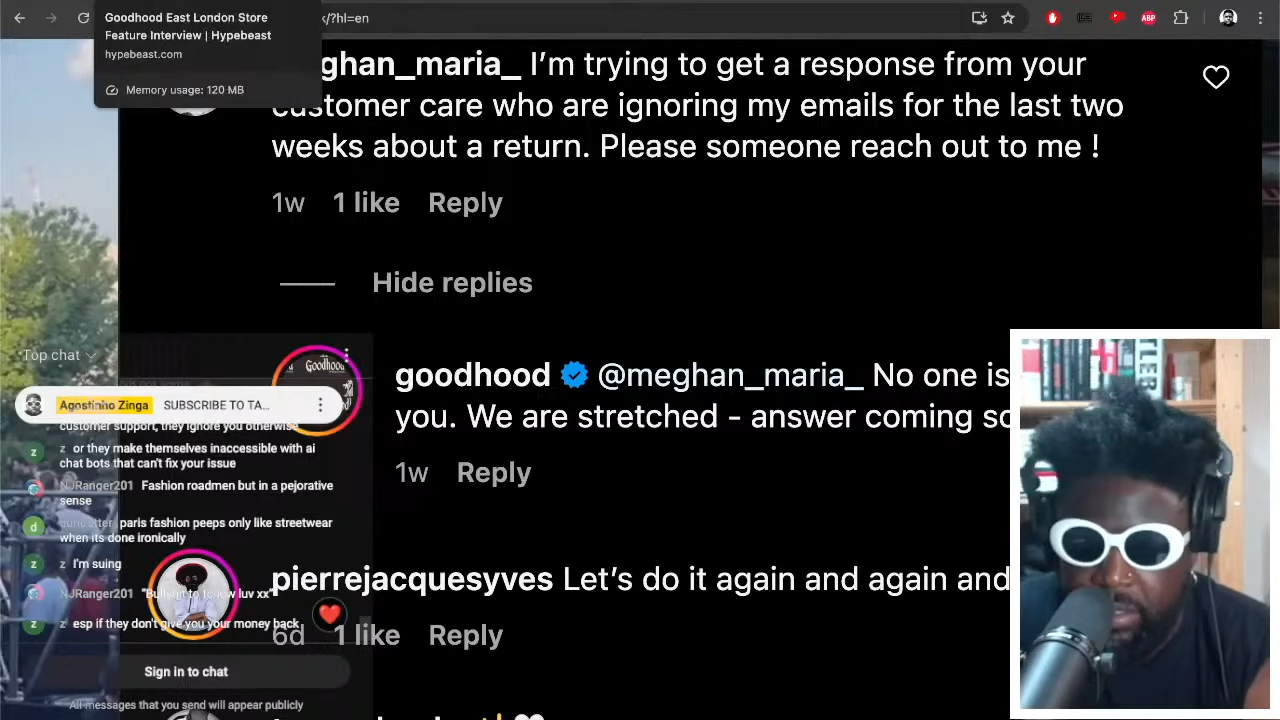 Goodhood East London Store
Feature Interview | Hypebeast
hypebeast.com
Memory usage: 120 MB
k/?hl=en
ABP
ghan_maria_ I’m trying to get a response from your
customer care who are ignoring my emails for the last two
weeks about a return. Please someone reach out to me !
1w 1 like Reply
Hide replies
Goodhood
goodhood @meghan_maria_ No one is
you. We are stretched - answer coming so
1w Reply
pierrejacquesyves Let’s do it again and again and
6d 1 like Reply
Top chat
Agostinho Zinga SUBSCRIBE TO TA...
customer support, they ignore you otherwise
z or they make themselves inaccessible with ai
chat bots that can't fix your issue
NJRanger201 Fashion roadmen but in a pejorative
sense
paris fashion peeps only like streetwear
when its done ironically
z I'm suing
NJRanger201
z esp if they don't give you your money back
Sign in to chat
All messages that you send will appear publicly